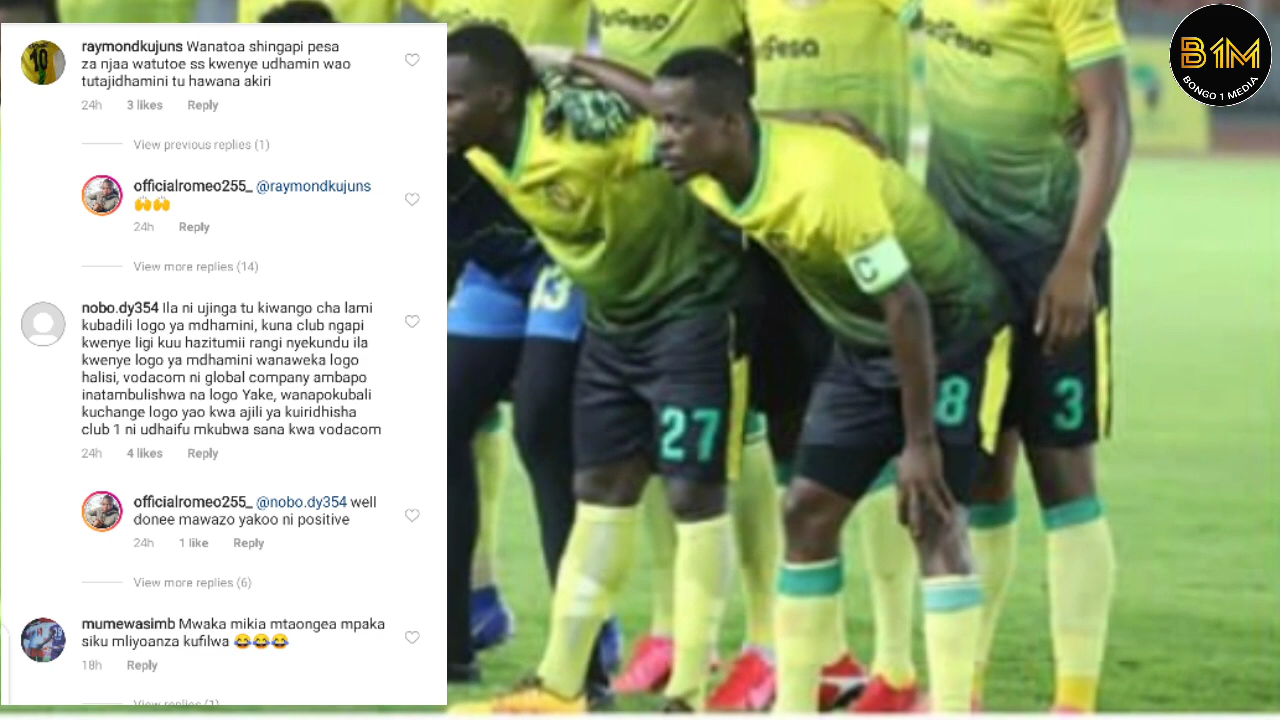 raymondkujuns Wanatoa shingapi pesa
za njaa watutoe ss kwenye udhamin wao
tutajidhamini tu hawana akiri
24h 3 likes Reply
View previous replies (1)
officialromeo255_ @raymondkujuns
🙌🙌
24h Reply
View more replies (14)
nobo.dy354 Ila ni ujinga tu kiwango cha lami
kubadili logo ya mdhamini, kuna club ngapi
kwenye ligi kuu hazitumii rangi nyekundu ila
kwenye logo ya mdhamini wanaweka logo
halisi, vodacom ni global company ambapo
inatambulishwa na logo Yake, wanapokubali
kuchange logo yao kwa ajili ya kuiridhisha
club 1 ni udhaifu mkubwa sana kwa vodacom
24h 4 likes Reply
officialromeo255_ @nobo.dy354 well
donee mawazo yakoo ni positive
24h 1 like Reply
View more replies (6)
mumewasimb Mwaka mikia mtaongea mpaka
siku mliyoanza kufilwa 😂😂😂
18h Reply
View replies (1)
B1M
BONGO 1 MEDIA
C
13
27
8
3
10